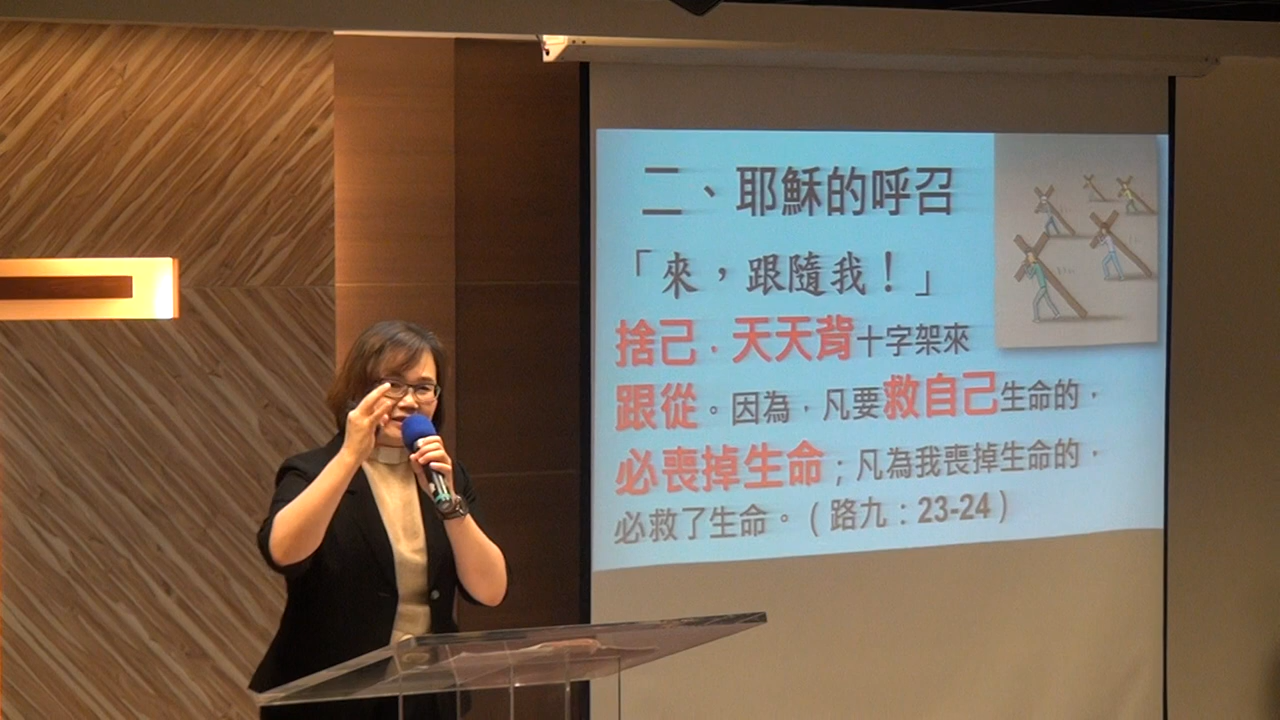 二、耶穌的呼召
「來，跟隨我！」
捨己，天天背十字架來
跟從。因為，凡要救自己生命的，
必喪掉生命；凡為我喪掉生命的，
必救了生命。(路九：23-24)